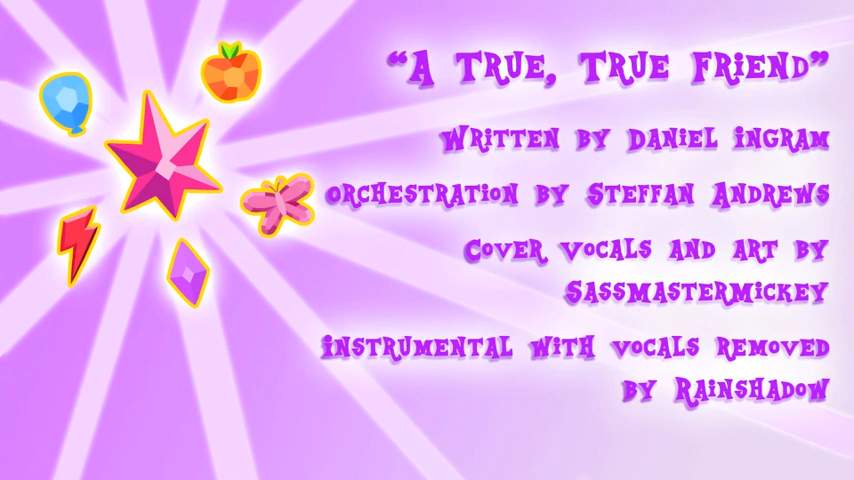 “A True, True Friend”
Written by Daniel Ingram
Orchestration by Steffan Andrews
Cover vocals and art by
SassMasterMickey
Instrumental with vocals removed
by Rainshadow